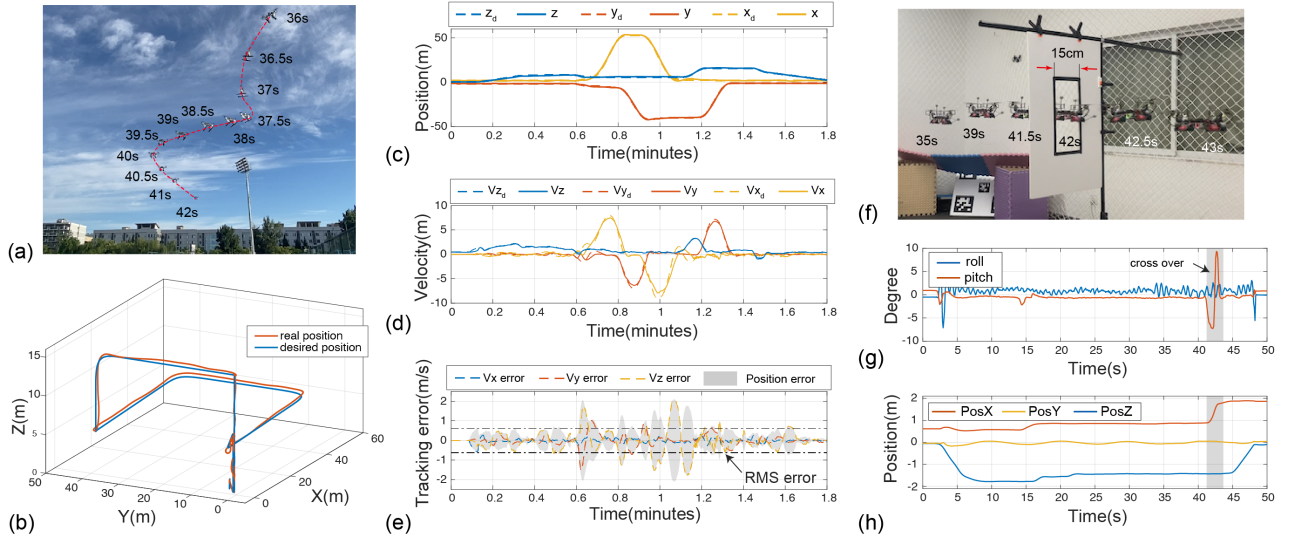 36s
36.5s
37s
38.5s
39s
37.5s
39.5s
38s
40s
40.5s
41s
42s
(a)
16
15
10
5
0
Z(m)
real position
desired position
50
40
30
20
10
0
Y(m)
0
20
40
60
X(m)
(b)
z_d z y_d y x_d x
Position(m)
50
0
-50
0 0.2 0.4 0.6 0.8 1.0 1.2 1.4 1.6 1.8
Time(minutes)
(c)
Vz_d Vz Vy_d Vy Vx_d Vx
Velocity(m)
10
5
0
-5
-10
0 0.2 0.4 0.6 0.8 1.0 1.2 1.4 1.6 1.8
Time(minutes)
(d)
Vx error Vy error Vz error Position error
Tracking error(m/s)
2
1
0
-1
-2
RMS error
0 0.2 0.4 0.6 0.8 1.0 1.2 1.4 1.6 1.8
Time(minutes)
(e)
15cm
35s
39s
41.5s
42s
42.5s
43s
(f)
roll
pitch
cross over
Degree
10
5
0
-5
-10
0 5 10 15 20 25 30 35 40 45 50
Time(s)
(g)
PosX PosY PosZ
Position(m)
2
1
0
-1
-2
0 5 10 15 20 25 30 35 40 45 50
Time(s)
(h)